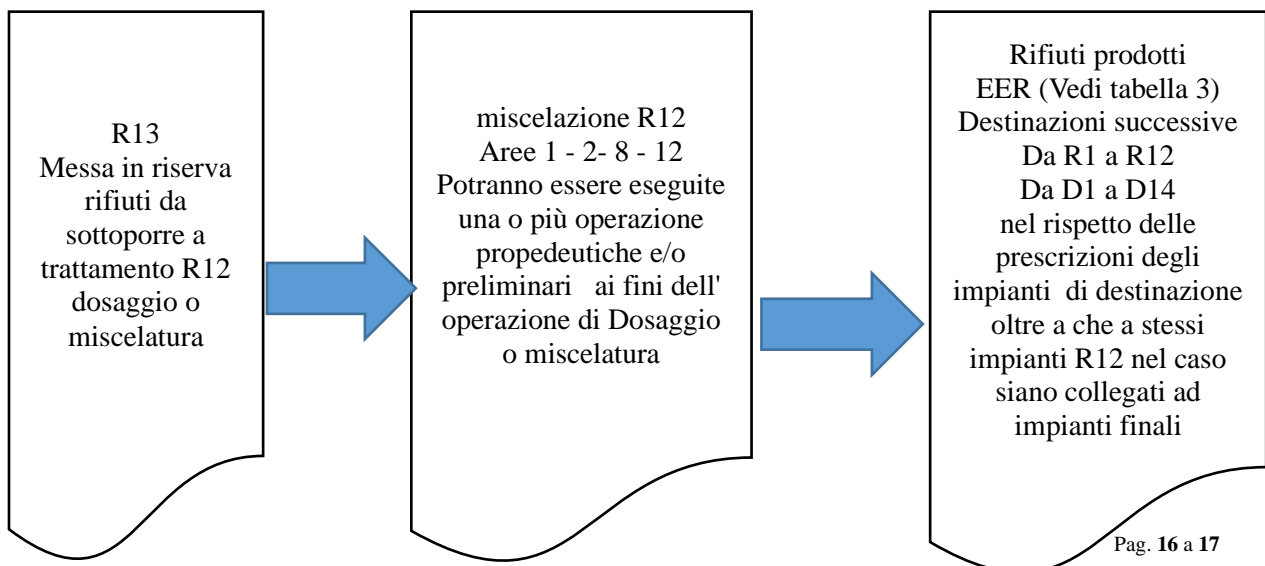 R13
Messa in riserva
rifiuti da
sottoporre a
trattamento R12
dosaggio o
miscelatura
miscelazione R12
Aree 1 - 2- 8 - 12
Potranno essere eseguite
una o più operazione
propedeutiche e/o
preliminari ai fini dell'
operazione di Dosaggio
o miscelatura
Rifiuti prodotti
EER (Vedi tabella 3)
Destinazioni successive
Da R1 a R12
Da D1 a D14
nel rispetto delle
prescrizioni degli
impianti di destinazione
oltre a che a stessi
impianti R12 nel caso
siano collegati ad
impianti finali
Pag. 16 a 17